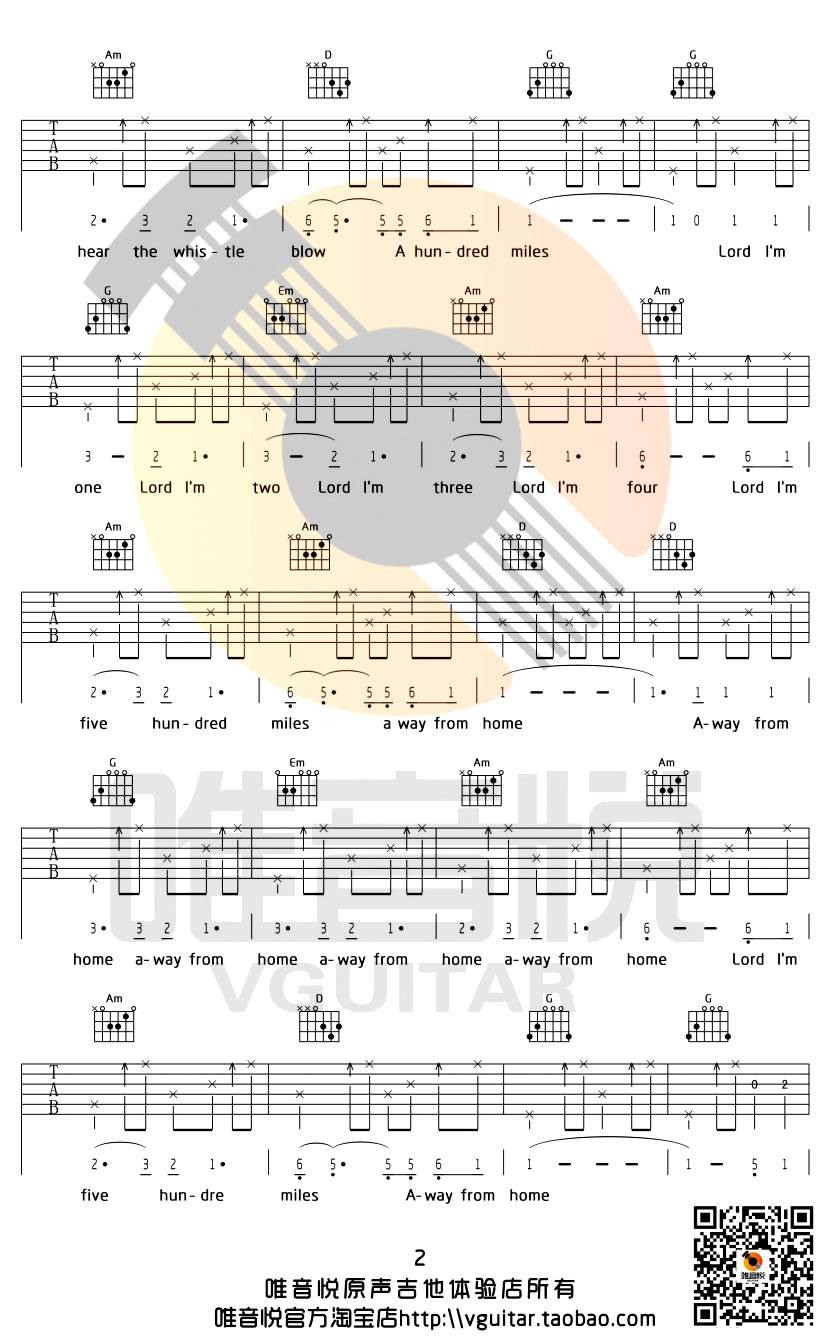 Am D G G
T
A
B
2• 3 2 1• 6 5• 5 5 6 1 1 – – – 1 0 1 1
hear the whis-tle blow A hun-dred miles Lord I'm
G Em Am Am
T
A
B
3 – 2 1• 3 – 2 1• 2• 3 2 1• 6 – – 6 1
one Lord I'm two Lord I'm three Lord I'm four Lord I'm
Am Am D D
T
A
B
2• 3 2 1• 6 5• 5 5 6 1 1 – – – 1• 1 1 1
five hun-dred miles a way from home A-way from
G Em Am Am
T
A
B
3• 3 2 1• 3• 3 2 1• 2• 3 2 1• 6 – – 6 1
home a-way from home a-way from home a-way from home Lord I'm
唯音悦
VGUITAR
Am D G G
T
A
B
0 2
2• 3 2 1• 6 5• 5 5 6 1 1 – – – 1 – 5 1
five hun-dre miles A-way from home
2
唯音悦原声吉他体验店所有
唯音悦官方淘宝店http:\\vguitar.taobao.com
唯音悦